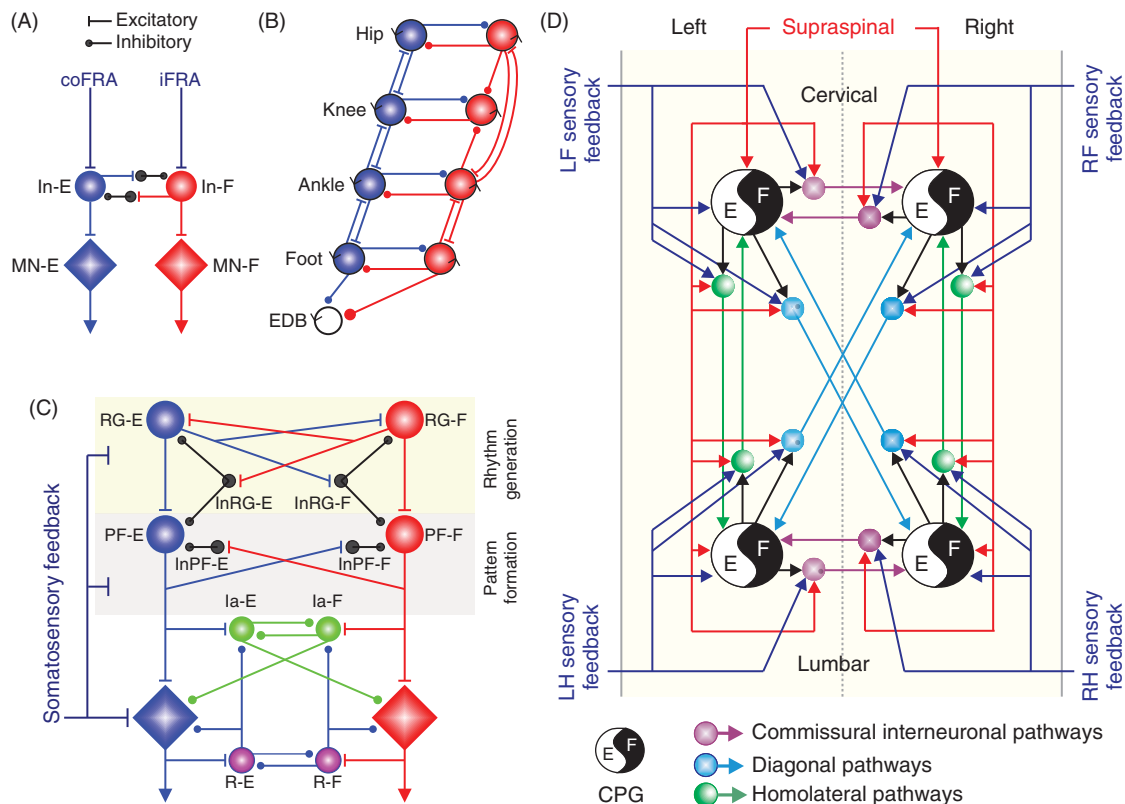 (A)
Excitatory
Inhibitory
coFRA
iFRA
In-E
In-F
MN-E
MN-F
(B)
Hip
Knee
Ankle
Foot
EDB
(C)
RG-E
RG-F
InRG-E
InRG-F
Rhythm
generation
PF-E
PF-F
InPF-E
InPF-F
Pattern
formation
Somatosensory feedback
Ia-E
Ia-F
R-E
R-F
(D)
Left
Supraspinal
Right
LF sensory
feedback
Cervical
RF sensory
feedback
E
F
E
F
E
F
E
F
LH sensory
feedback
Lumbar
RH sensory
feedback
E
F
CPG
Commissural interneuronal pathways
Diagonal pathways
Homolateral pathways